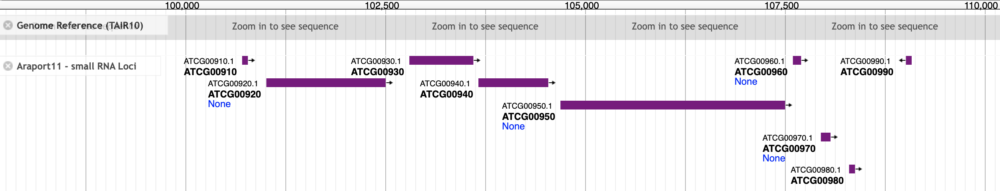 100,000 102,500 105,000 107,500 110,000
Genome Reference (TAIR10) Zoom in to see sequence Zoom in to see sequence Zoom in to see sequence Zoom in to see sequence
Araport11 - small RNA Loci
ATCG00910.1 ATCG00930.1 ATCG00960.1 ATCG00990.1
ATCG00910 ATCG00930 ATCG00960 ATCG00990
None
ATCG00920.1 ATCG00940.1
ATCG00920 ATCG00940
None
ATCG00950.1
ATCG00950
None
ATCG00970.1
ATCG00970
None
ATCG00980.1
ATCG00980